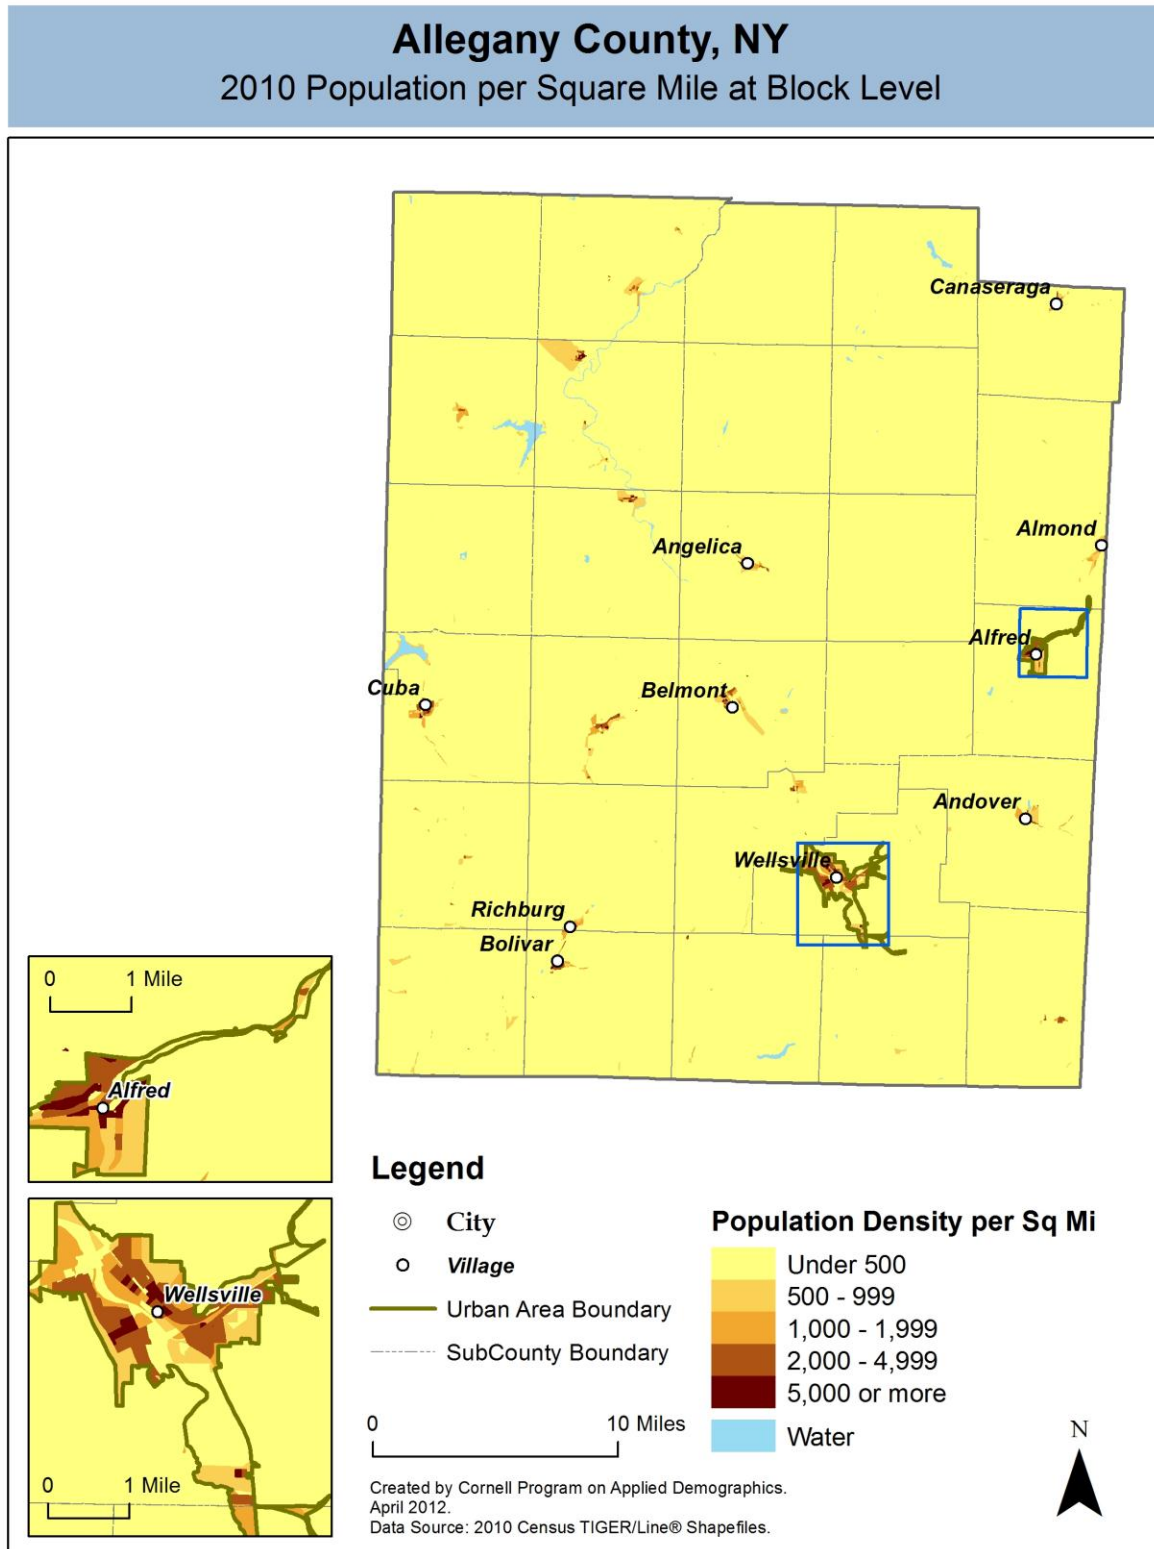 Allegany County, NY
2010 Population per Square Mile at Block Level
Canaseraga
Almond
Angelica
Alfred
Cuba
Belmont
Andover
Wellsville
Richburg
Bolivar
0 1 Mile
Alfred
Wellsville
0 1 Mile
Legend
City
Village
Urban Area Boundary
SubCounty Boundary
0 10 Miles
Population Density per Sq Mi
Under 500
500 - 999
1,000 - 1,999
2,000 - 4,999
5,000 or more
Water
N
Created by Cornell Program on Applied Demographics.
April 2012.
Data Source: 2010 Census TIGER/Line® Shapefiles.